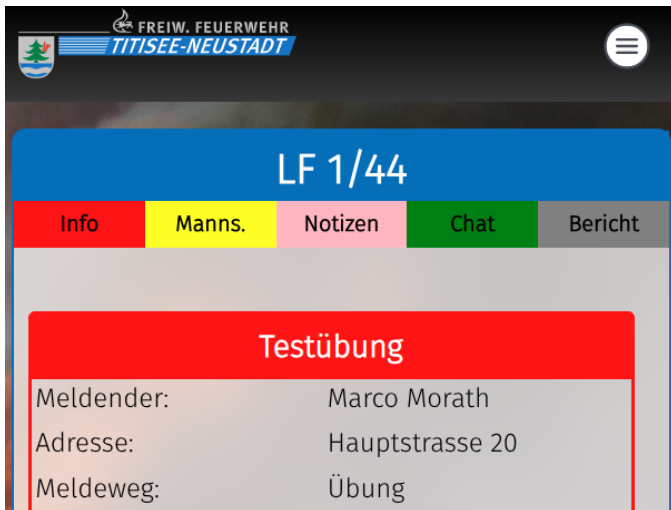 FREIW. FEUERWEHR
TITISEE-NEUSTADT
LF 1/44
Info Manns. Notizen Chat Bericht
Testübung
Meldender: Marco Morath
Adresse: Hauptstrasse 20
Meldeweg: Übung